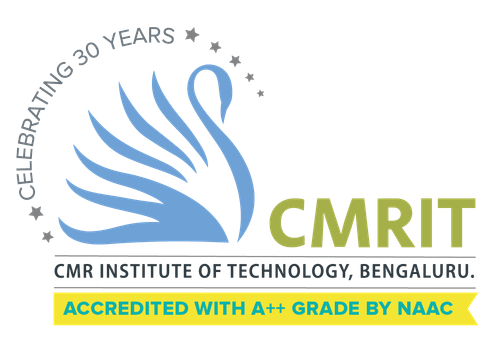 CELEBRATING 30 YEARS
CMRIT
CMR INSTITUTE OF TECHNOLOGY, BENGALURU.
ACCREDITED WITH A++ GRADE BY NAAC